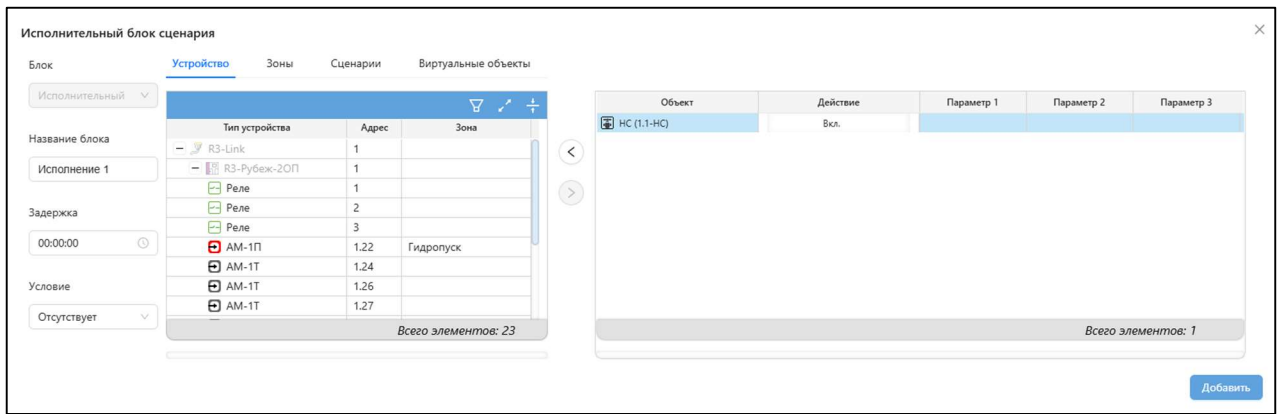 Исполнительный блок сценария
Блок
Исполнительный
Название блока
Исполнение 1
Задержка
00:00:00
Условие
Отсутствует
Устройство Зоны Сценарии Виртуальные объекты
Тип устройства Адрес Зона
R3-Link 1
R3-Рубеж-2ОП 1
Реле 1
Реле 2
Реле 3
АМ-1П 1.22 Гидропуск
АМ-1Т 1.24
АМ-1Т 1.26
АМ-1Т 1.27
Всего элементов: 23
Объект Действие Параметр 1 Параметр 2 Параметр 3
НС (1.1-НС) Вкл.
Всего элементов: 1
Добавить